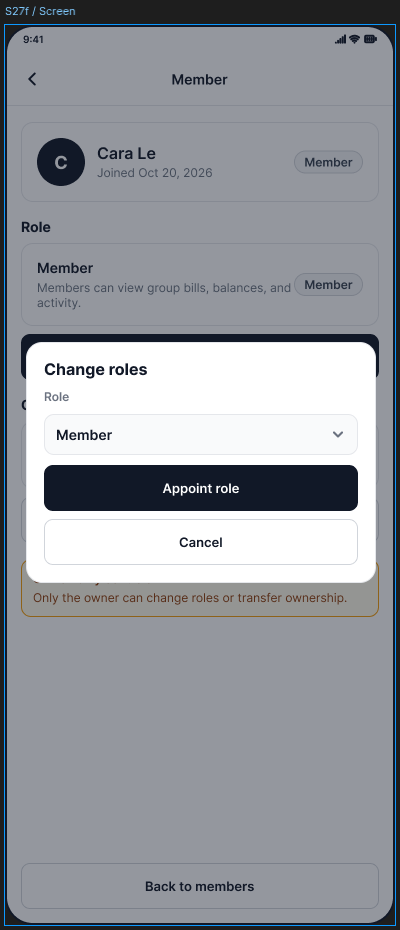 S27f / Screen
9:41
Member
C
Cara Le
Joined Oct 20, 2026
Member
Role
Member
Members can view group bills, balances, and
activity.
Member
Change roles
Role
Member
Appoint role
Cancel
Only the owner can change roles or transfer ownership.
Back to members